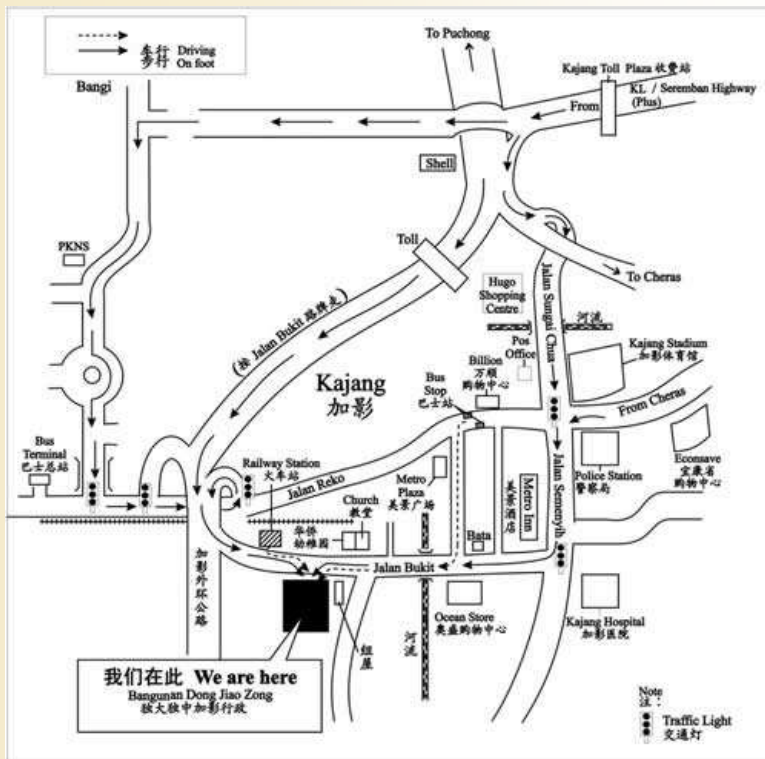 车行 Driving
步行 On foot
Bangi
To Puchong
Kajang Toll Plaza 收费站
KL / Seremban Highway
(Plus)
From
Shell
PKNS
Toll
To Cheras
Hugo
Shopping
Centre
Jalan Sungai Chua
河流
(按 Jalan Bukit 路牌走)
Pos
Office
Kajang Stadium
加影体育馆
Kajang
加影
Billion
万顺
购物中心
Bus
Stop
巴士站
From Cheras
Bus
Terminal
巴士总站
Railway Station
火车站
Jalan Reko
Metro
Plaza
美景广场
美景酒店
Metro Inn
Jalan Semenyih
Police Station
警察局
Econsave
宜康省
购物中心
Church
教堂
华侨
幼稚园
Bata
加影外环公路
Jalan Bukit
组屋
河流
Ocean Store
奥盛购物中心
Kajang Hospital
加影医院
我们在此 We are here
Bangunan Dong Jiao Zong
独大独中加影行政
Note
注:
Traffic Light
交通灯